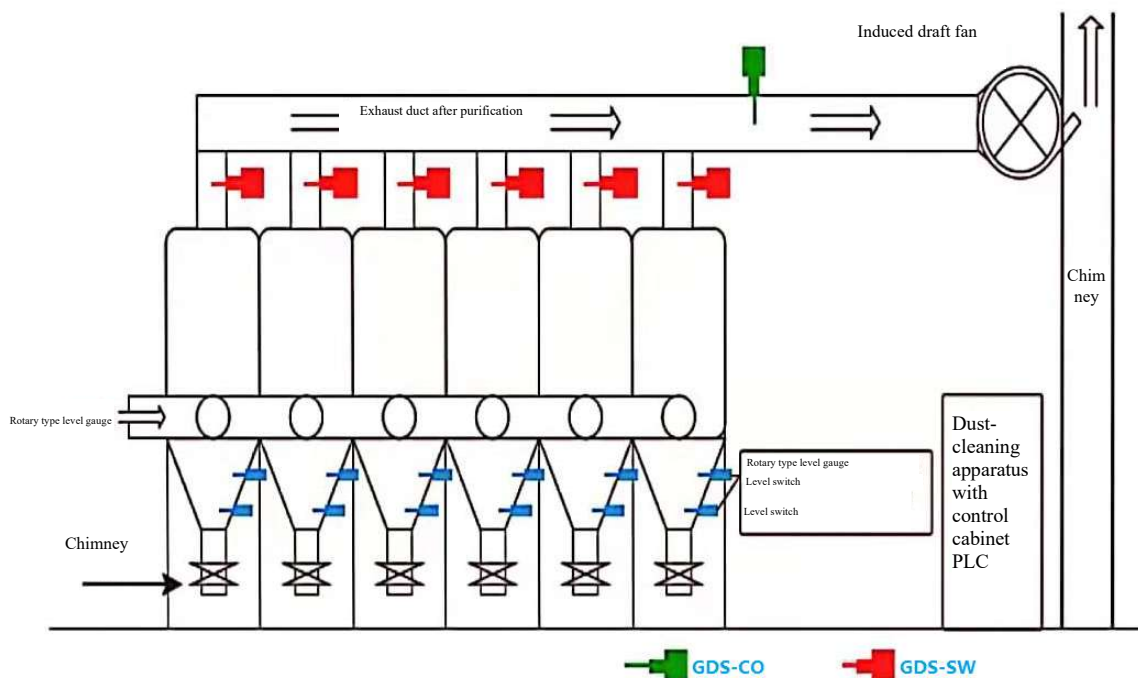 Induced draft fan
Exhaust duct after purification
Chim
ney
Rotary type level gauge
Rotary type level gauge
Level switch
Level switch
Dust-
cleaning
apparatus
with
control
cabinet
PLC
Chimney
GDS-CO
GDS-SW